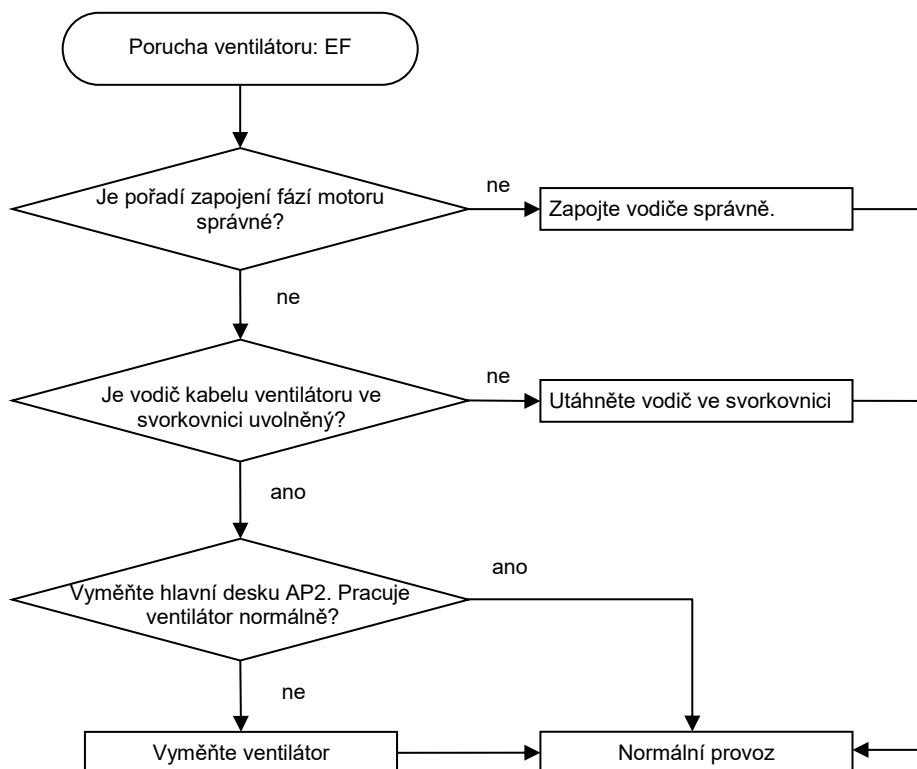 Porucha ventilátoru: EF
Je pořadí zapojení fází motoru
správné?
ne
Zapojte vodiče správně.
ne
Je vodič kabelu ventilátoru ve
svorkovnici uvolněný?
ne
Utáhněte vodič ve svorkovnici
ano
Vyměňte hlavní desku AP2. Pracuje
ventilátor normálně?
ano
ne
Vyměňte ventilátor
Normální provoz